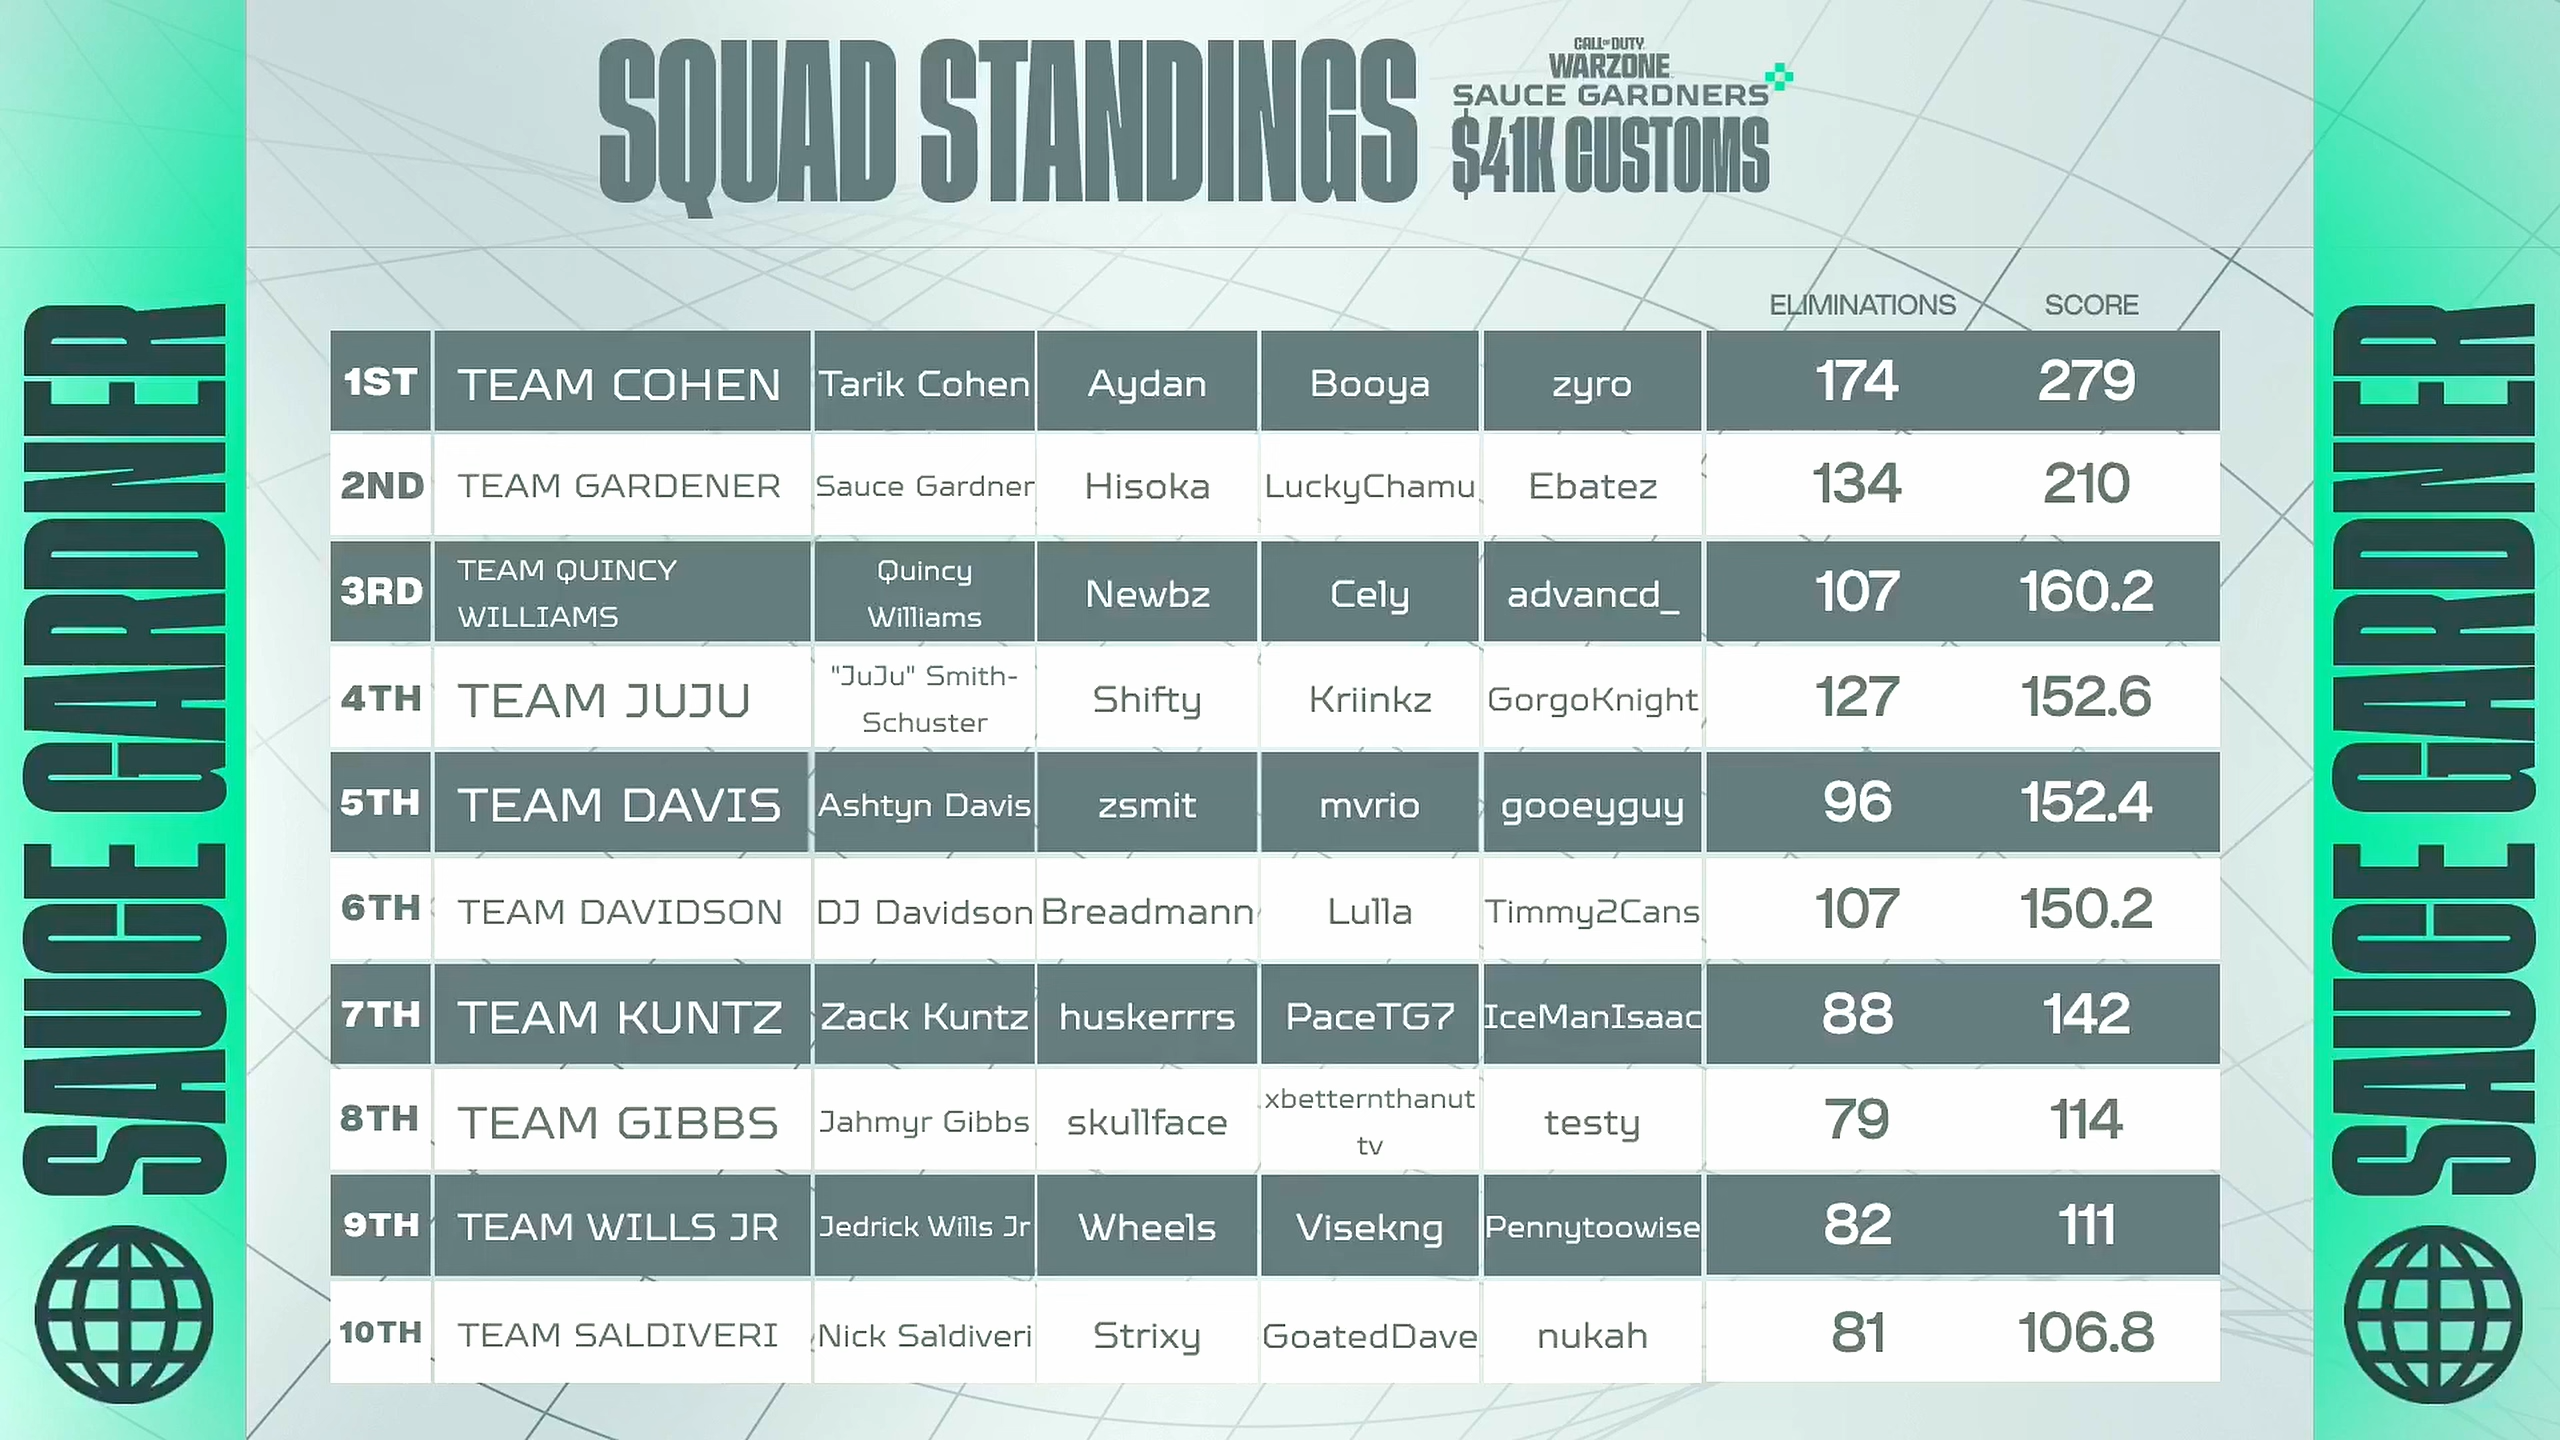 SQUAD STANDINGS
CALL OF DUTY
WARZONE
SAUCE GARDNERS
$41K CUSTOMS
SAUCE GARDNER
SAUCE GARDNER
ELIMINATIONS SCORE
1ST TEAM COHEN Tarik Cohen Aydan Booya zyro 174 279
2ND TEAM GARDENER Sauce Gardner Hisoka LuckyChamu Ebatez 134 210
3RD TEAM QUINCY WILLIAMS Quincy Williams Newbz Cely advancd_ 107 160.2
4TH TEAM JUJU "JuJu" Smith-Schuster Shifty Kriinkz GorgoKnight 127 152.6
5TH TEAM DAVIS Ashtyn Davis zsmit mvrio gooeyguy 96 152.4
6TH TEAM DAVIDSON DJ Davidson Breadmann Lulla Timmy2Cans 107 150.2
7TH TEAM KUNTZ Zack Kuntz huskerrrs PaceTG7 IceManIsaac 88 142
8TH TEAM GIBBS Jahmyr Gibbs skullface xbetternthanut tv testy 79 114
9TH TEAM WILLS JR Jedrick Wills Jr Wheels Visekng Pennytoowise 82 111
10TH TEAM SALDIVERI Nick Saldiveri Strixy GoatedDave nukah 81 106.8